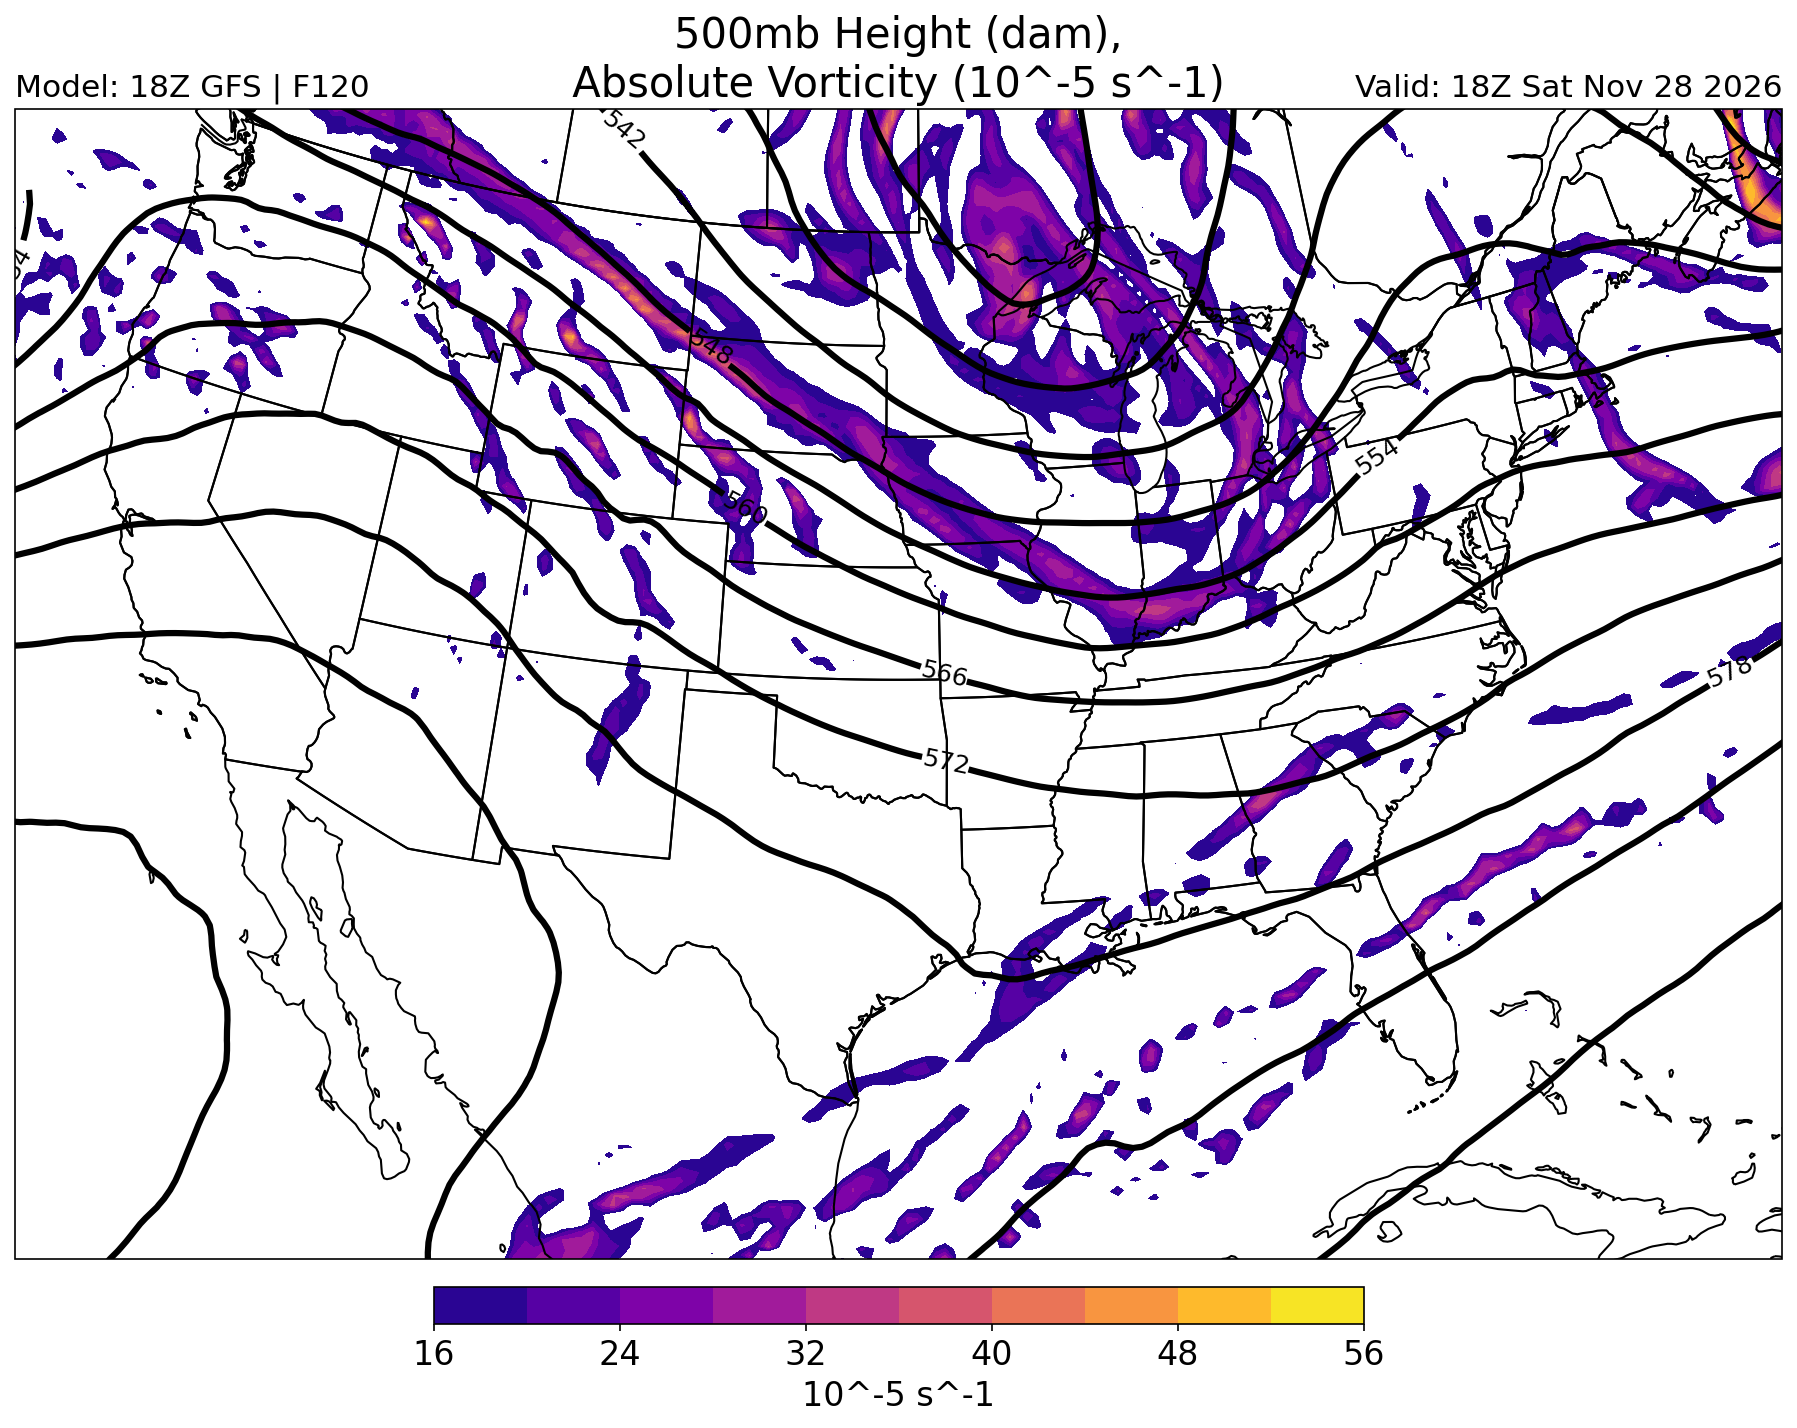 500mb Height (dam),
Absolute Vorticity (10^-5 s^-1)
Model: 18Z GFS | F120
Valid: 18Z Sat Nov 28 2026
542
548
554
560
566
572
578
16 24 32 40 48 56
10^-5 s^-1